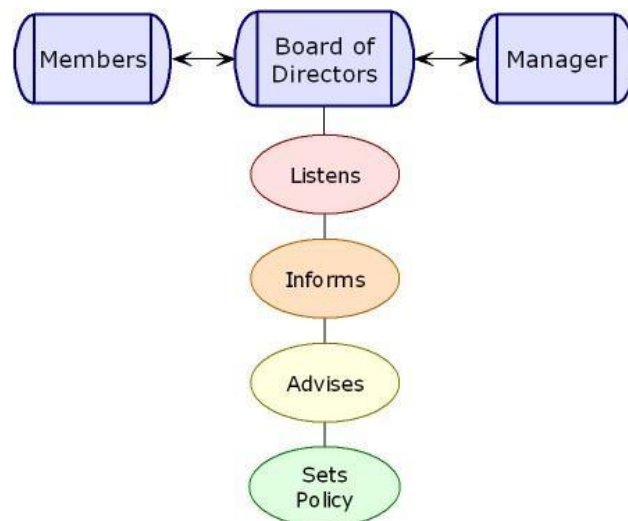 Members
Board of
Directors
Manager
Listens
Informs
Advises
Sets
Policy